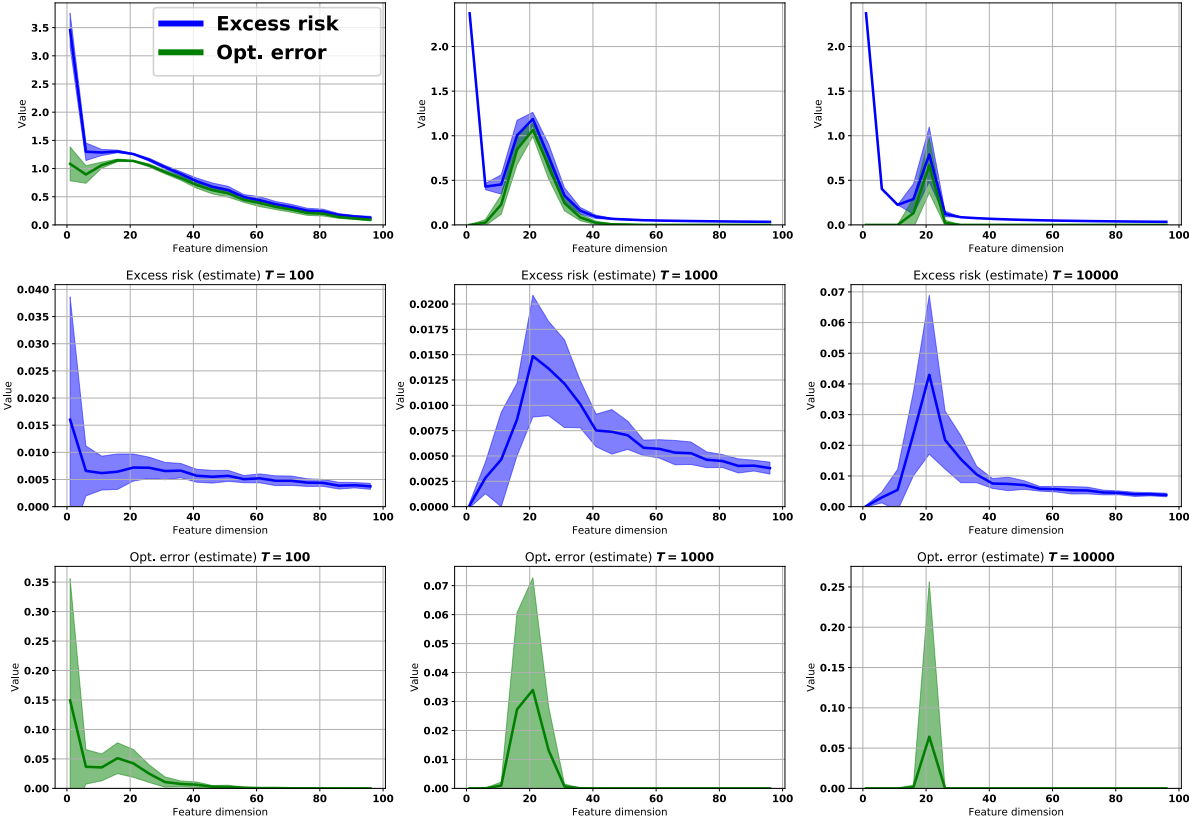 Excess risk
Opt. error
3.5
3.0
2.5
2.0
1.5
1.0
0.5
0.0
Value
0 20 40 60 80 100
Feature dimension
2.0
1.5
1.0
0.5
0.0
Value
0 20 40 60 80 100
Feature dimension
2.0
1.5
1.0
0.5
0.0
Value
0 20 40 60 80 100
Feature dimension
Excess risk (estimate) T = 100
0.040
0.035
0.030
0.025
0.020
0.015
0.010
0.005
0.000
Value
0 20 40 60 80 100
Feature dimension
Excess risk (estimate) T = 1000
0.0200
0.0175
0.0150
0.0125
0.0100
0.0075
0.0050
0.0025
0.0000
Value
0 20 40 60 80 100
Feature dimension
Excess risk (estimate) T = 10000
0.07
0.06
0.05
0.04
0.03
0.02
0.01
0.00
Value
0 20 40 60 80 100
Feature dimension
Opt. error (estimate) T = 100
0.35
0.30
0.25
0.20
0.15
0.10
0.05
0.00
Value
0 20 40 60 80 100
Feature dimension
Opt. error (estimate) T = 1000
0.07
0.06
0.05
0.04
0.03
0.02
0.01
0.00
Value
0 20 40 60 80 100
Feature dimension
Opt. error (estimate) T = 10000
0.25
0.20
0.15
0.10
0.05
0.00
Value
0 20 40 60 80 100
Feature dimension